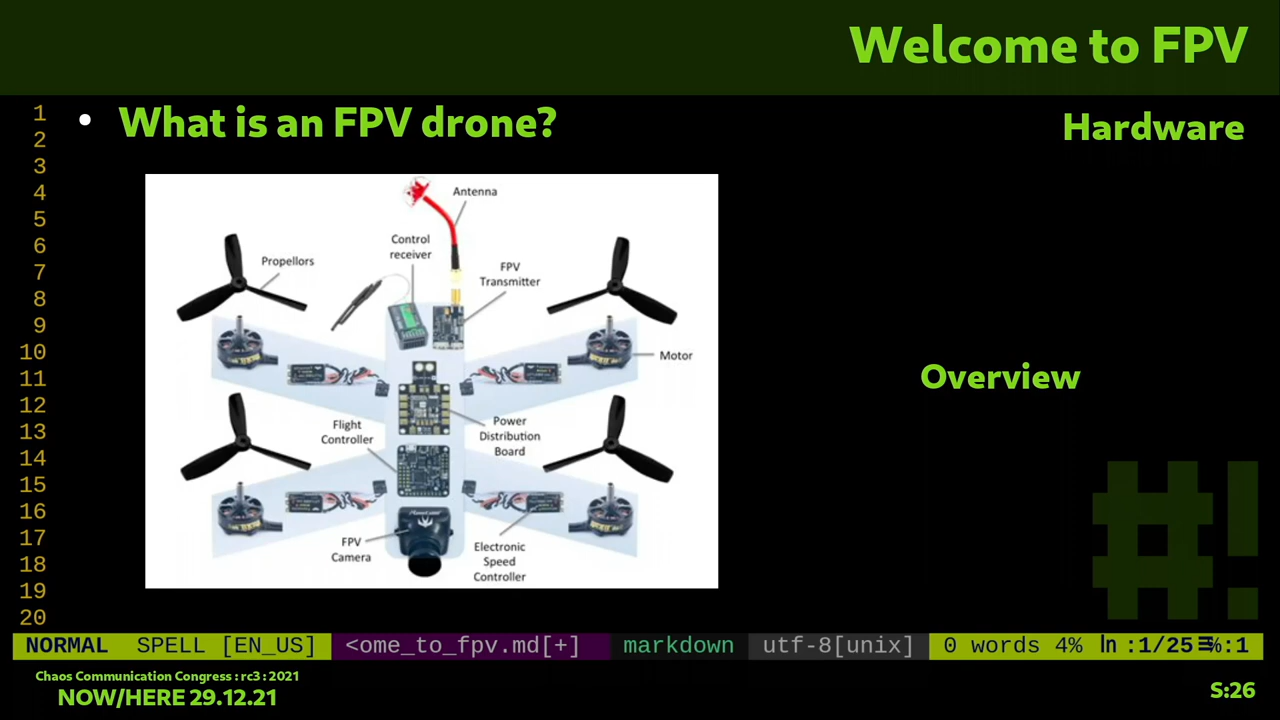 Welcome to FPV
• What is an FPV drone?
Hardware
1
2
3
4
5
6
7
8
9
10
11
12
13
14
15
16
17
18
19
20
Antenna
Control
receiver
Propellors
FPV
Transmitter
Motor
Flight
Controller
Power
Distribution
Board
FPV
Camera
Electronic
Speed
Controller
Overview
#!
NORMAL SPELL [EN_US] <ome_to_fpv.md[+] markdown utf-8[unix] 0 words 4% ln :1/25 ☰%:1
Chaos Communication Congress : rc3 : 2021
NOW/HERE 29.12.21
S:26